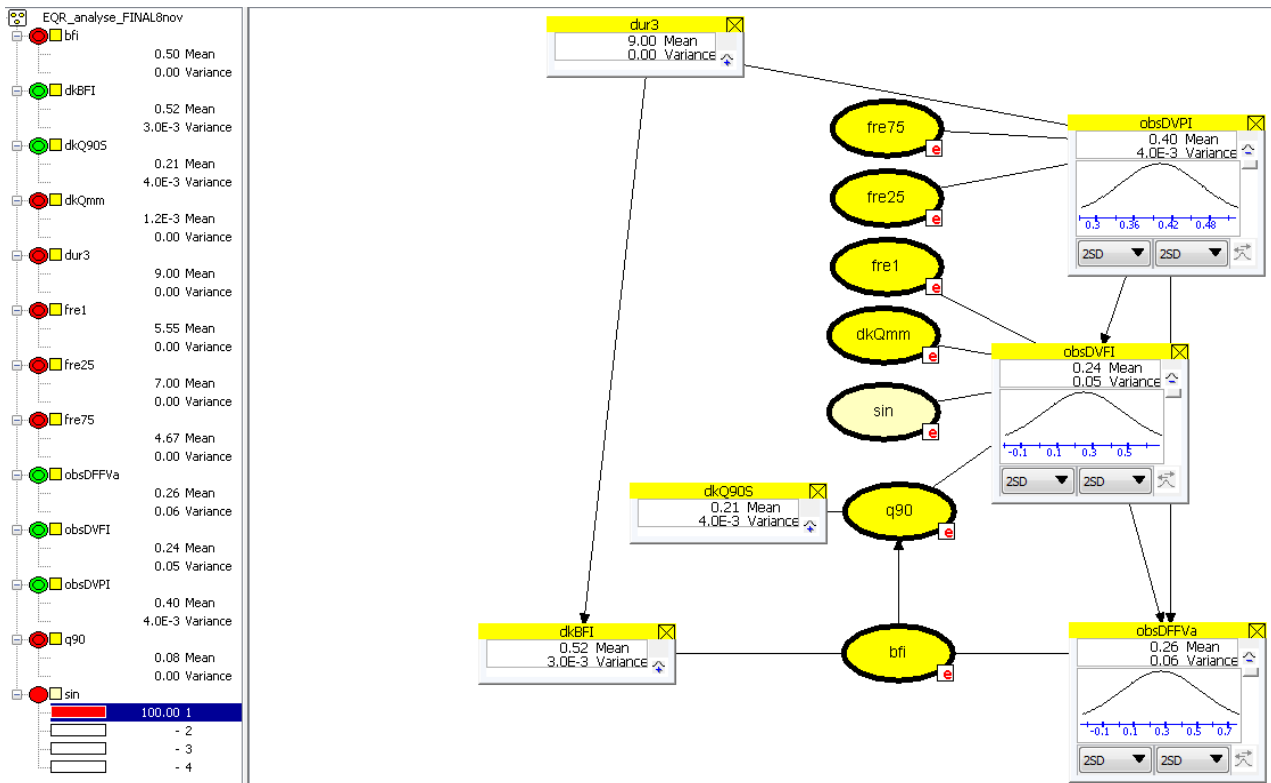 EQR_analyse_FINAL8nov
bfi
0.50 Mean
0.00 Variance
dkBFI
0.52 Mean
3.0E-3 Variance
dkQ90S
0.21 Mean
4.0E-3 Variance
dkQmm
1.2E-3 Mean
0.00 Variance
dur3
9.00 Mean
0.00 Variance
fre1
5.55 Mean
0.00 Variance
fre25
7.00 Mean
0.00 Variance
fre75
4.67 Mean
0.00 Variance
obsDFFVa
0.26 Mean
0.06 Variance
obsDVFI
0.24 Mean
0.05 Variance
obsDVPI
0.40 Mean
4.0E-3 Variance
q90
0.08 Mean
0.00 Variance
sin
100.00 1
- 2
- 3
- 4
dur3
9.00 Mean
0.00 Variance
fre75
e
obsDVPI
0.40 Mean
4.0E-3 Variance
0.3 0.36 0.42 0.48
2SD 2SD
fre25
e
fre1
e
dkQmm
e
obsDVFI
0.24 Mean
0.05 Variance
-0.1 0.1 0.3 0.5
2SD 2SD
sin
e
dkQ90S
0.21 Mean
4.0E-3 Variance
q90
e
dkBFI
0.52 Mean
3.0E-3 Variance
bfi
e
obsDFFVa
0.26 Mean
0.06 Variance
-0.1 0.1 0.3 0.5 0.7
2SD 2SD